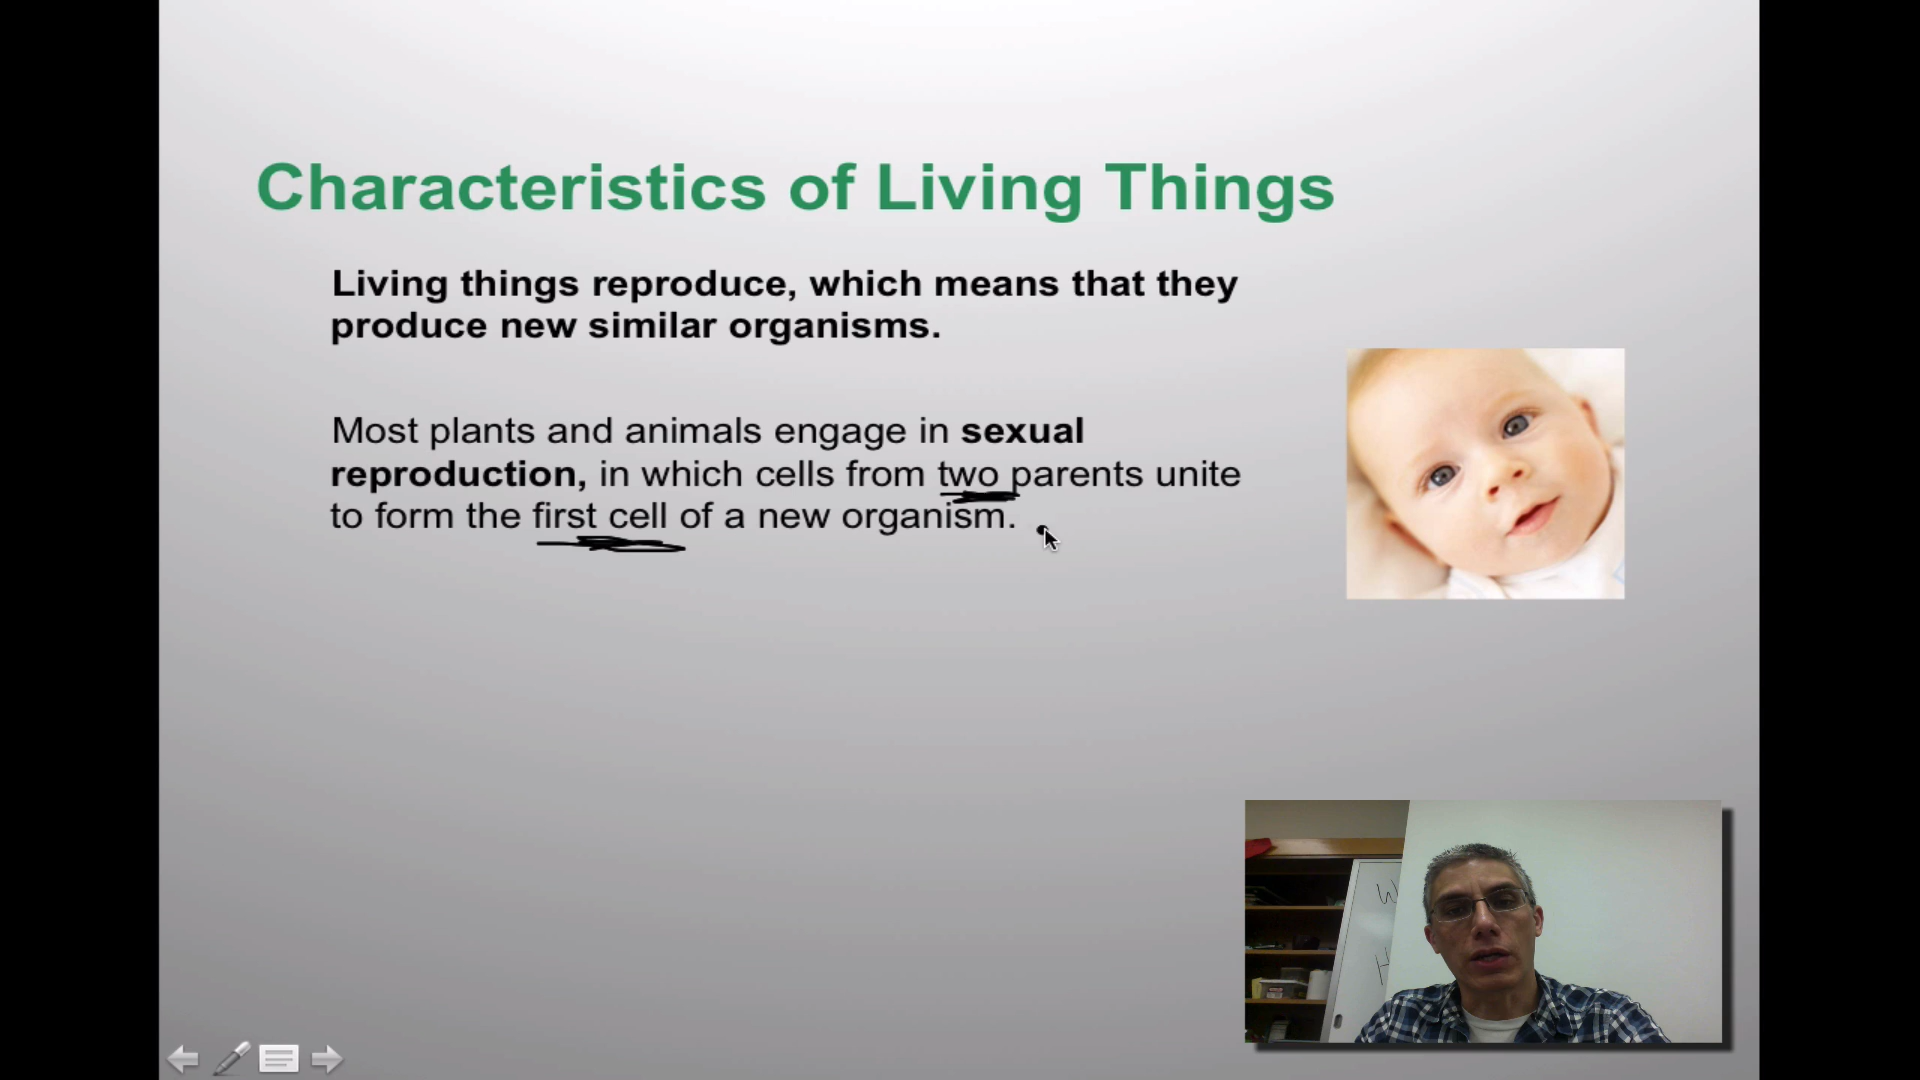 Characteristics of Living Things
Living things reproduce, which means that they
produce new similar organisms.
Most plants and animals engage in sexual
reproduction, in which cells from two parents unite
to form the first cell of a new organism.
W
H